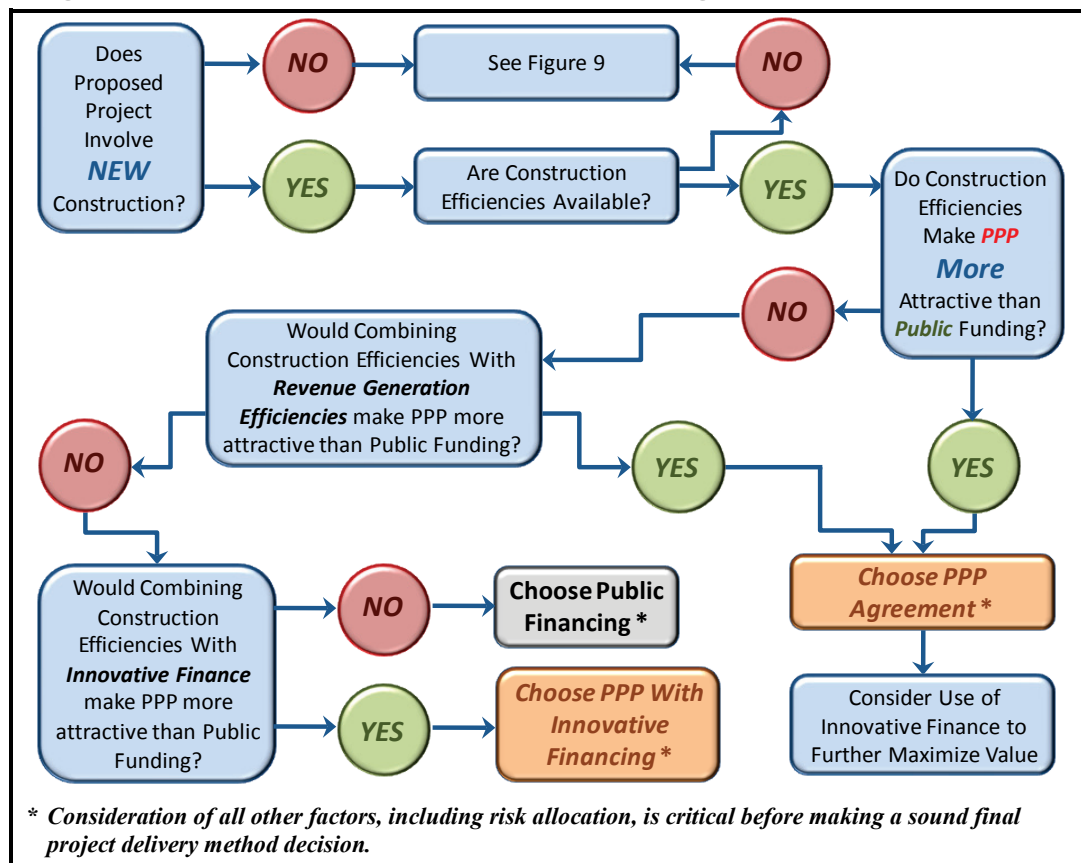 Does
Proposed
Project
Involve
NEW
Construction?
NO
See Figure 9
NO
YES
Are Construction
Efficiencies Available?
YES
Do Construction
Efficiencies
Make PPP
More
Attractive than
Public Funding?
NO
Would Combining
Construction Efficiencies With
Revenue Generation
Efficiencies make PPP more
attractive than Public Funding?
NO
YES
YES
Would Combining
Construction
Efficiencies With
Innovative Finance
make PPP more
attractive than Public
Funding?
NO
Choose Public
Financing *
YES
Choose PPP With
Innovative
Financing *
Choose PPP
Agreement *
Consider Use of
Innovative Finance to
Further Maximize Value
* Consideration of all other factors, including risk allocation, is critical before making a sound final
project delivery method decision.